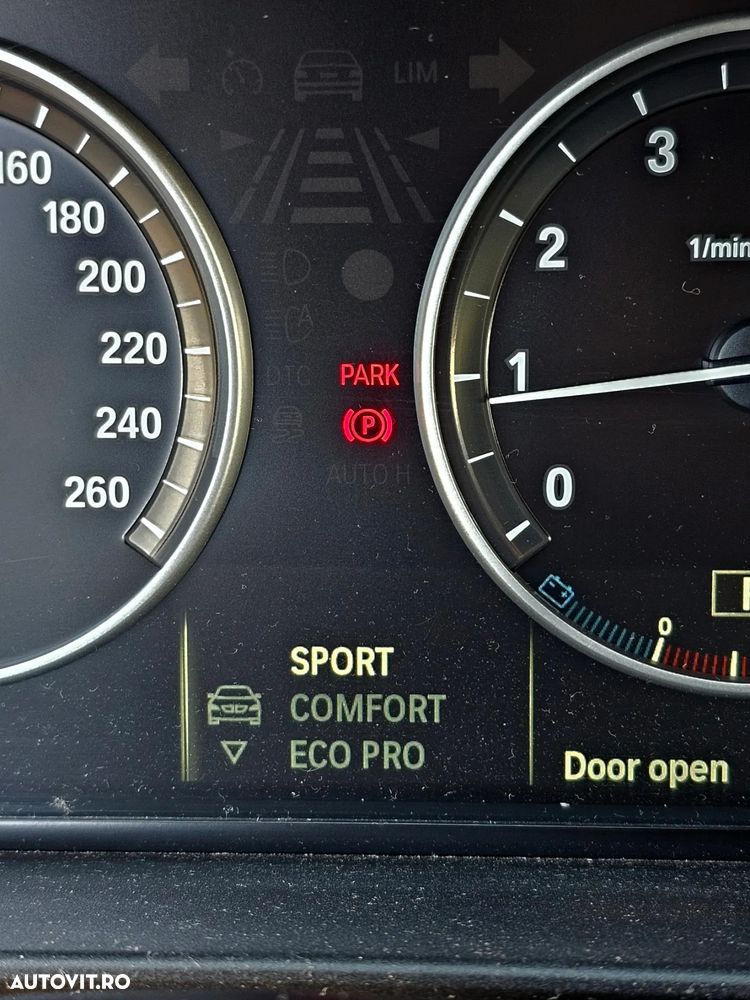 LIM
160
180
200
220
240
260
3
2
1/min
1
0
DTC
A
PARK
P
AUTO H
0
SPORT
COMFORT
ECO PRO
Door open
AUTOVIT.RO